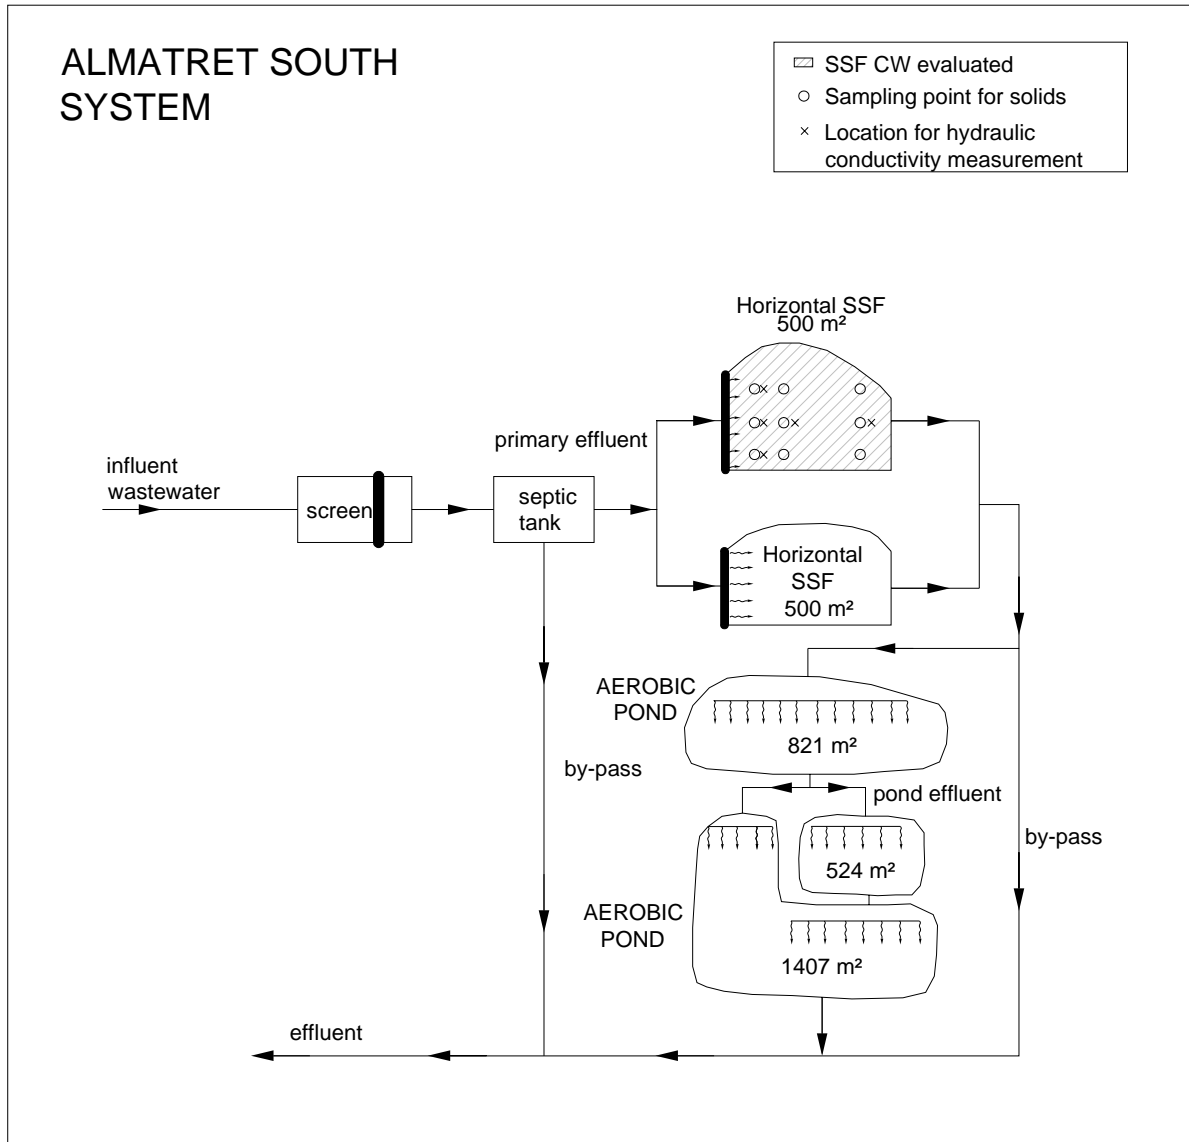 ALMATRET SOUTH
SYSTEM
SSF CW evaluated
Sampling point for solids
Location for hydraulic
conductivity measurement
Horizontal SSF
500 m²
primary effluent
influent
wastewater
screen
septic
tank
Horizontal
SSF
500 m²
AEROBIC
POND
821 m²
by-pass
pond effluent
524 m²
by-pass
AEROBIC
POND
1407 m²
effluent